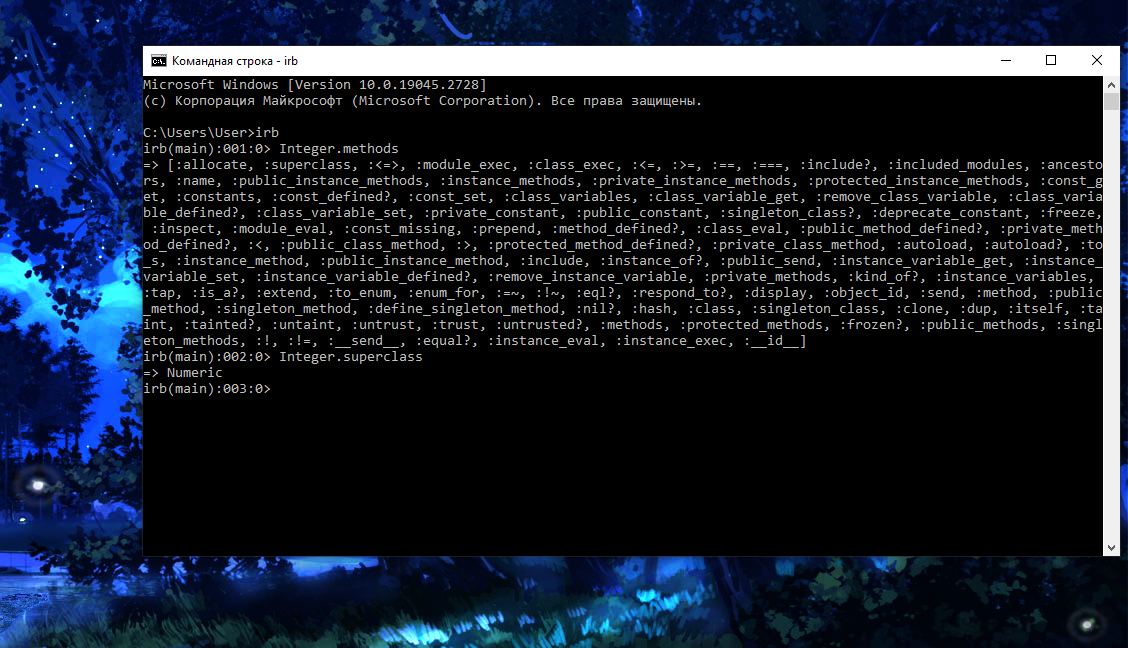 Командная строка - irb
Microsoft Windows [Version 10.0.19045.2728]
(c) Корпорация Майкрософт (Microsoft Corporation). Все права защищены.
C:\Users\User>irb
irb(main):001:0> Integer.methods
=> [:allocate, :superclass, :<=>, :module_exec, :class_exec, :<=, :>=, :==, :===, :include?, :included_modules, :ancesto
rs, :name, :public_instance_methods, :instance_methods, :private_instance_methods, :protected_instance_methods, :const_g
et, :constants, :const_defined?, :const_set, :class_variables, :class_variable_get, :remove_class_variable, :class_varia
ble_defined?, :class_variable_set, :private_constant, :public_constant, :singleton_class?, :deprecate_constant, :freeze,
 :inspect, :module_eval, :const_missing, :prepend, :method_defined?, :class_eval, :public_method_defined?, :private_meth
od_defined?, :<, :public_class_method, :>, :protected_method_defined?, :private_class_method, :autoload, :autoload?, :to
_s, :instance_method, :public_instance_method, :include, :instance_of?, :public_send, :instance_variable_get, :instance_
variable_set, :instance_variable_defined?, :remove_instance_variable, :private_methods, :kind_of?, :instance_variables, 
:tap, :is_a?, :extend, :to_enum, :enum_for, :=~, :!~, :eql?, :respond_to?, :display, :object_id, :send, :method, :public
_method, :singleton_method, :define_singleton_method, :nil?, :hash, :class, :singleton_class, :clone, :dup, :itself, :ta
int, :tainted?, :untaint, :untrust, :trust, :untrusted?, :methods, :protected_methods, :frozen?, :public_methods, :singl
eton_methods, :!, :!=, :__send__, :equal?, :instance_eval, :instance_exec, :__id__]
irb(main):002:0> Integer.superclass
=> Numeric
irb(main):003:0>